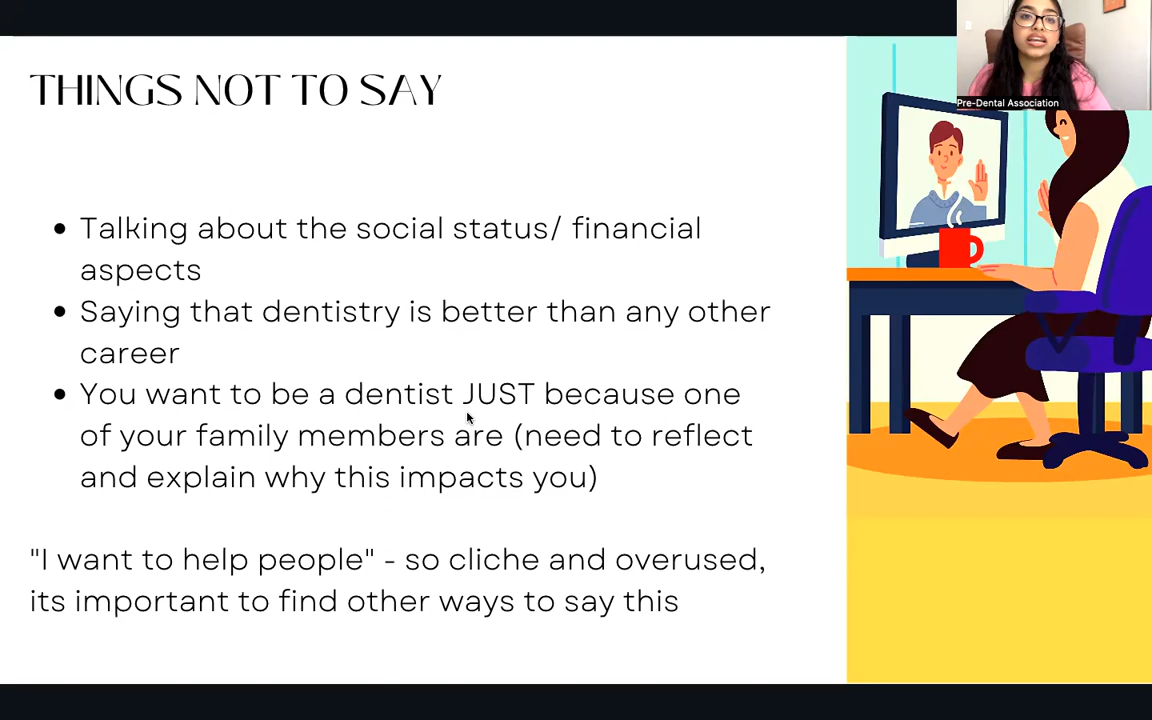 Pre-Dental Association
THINGS NOT TO SAY
• Talking about the social status/ financial
aspects
• Saying that dentistry is better than any other
career
• You want to be a dentist JUST because one
of your family members are (need to reflect
and explain why this impacts you)
"I want to help people" - so cliche and overused,
its important to find other ways to say this